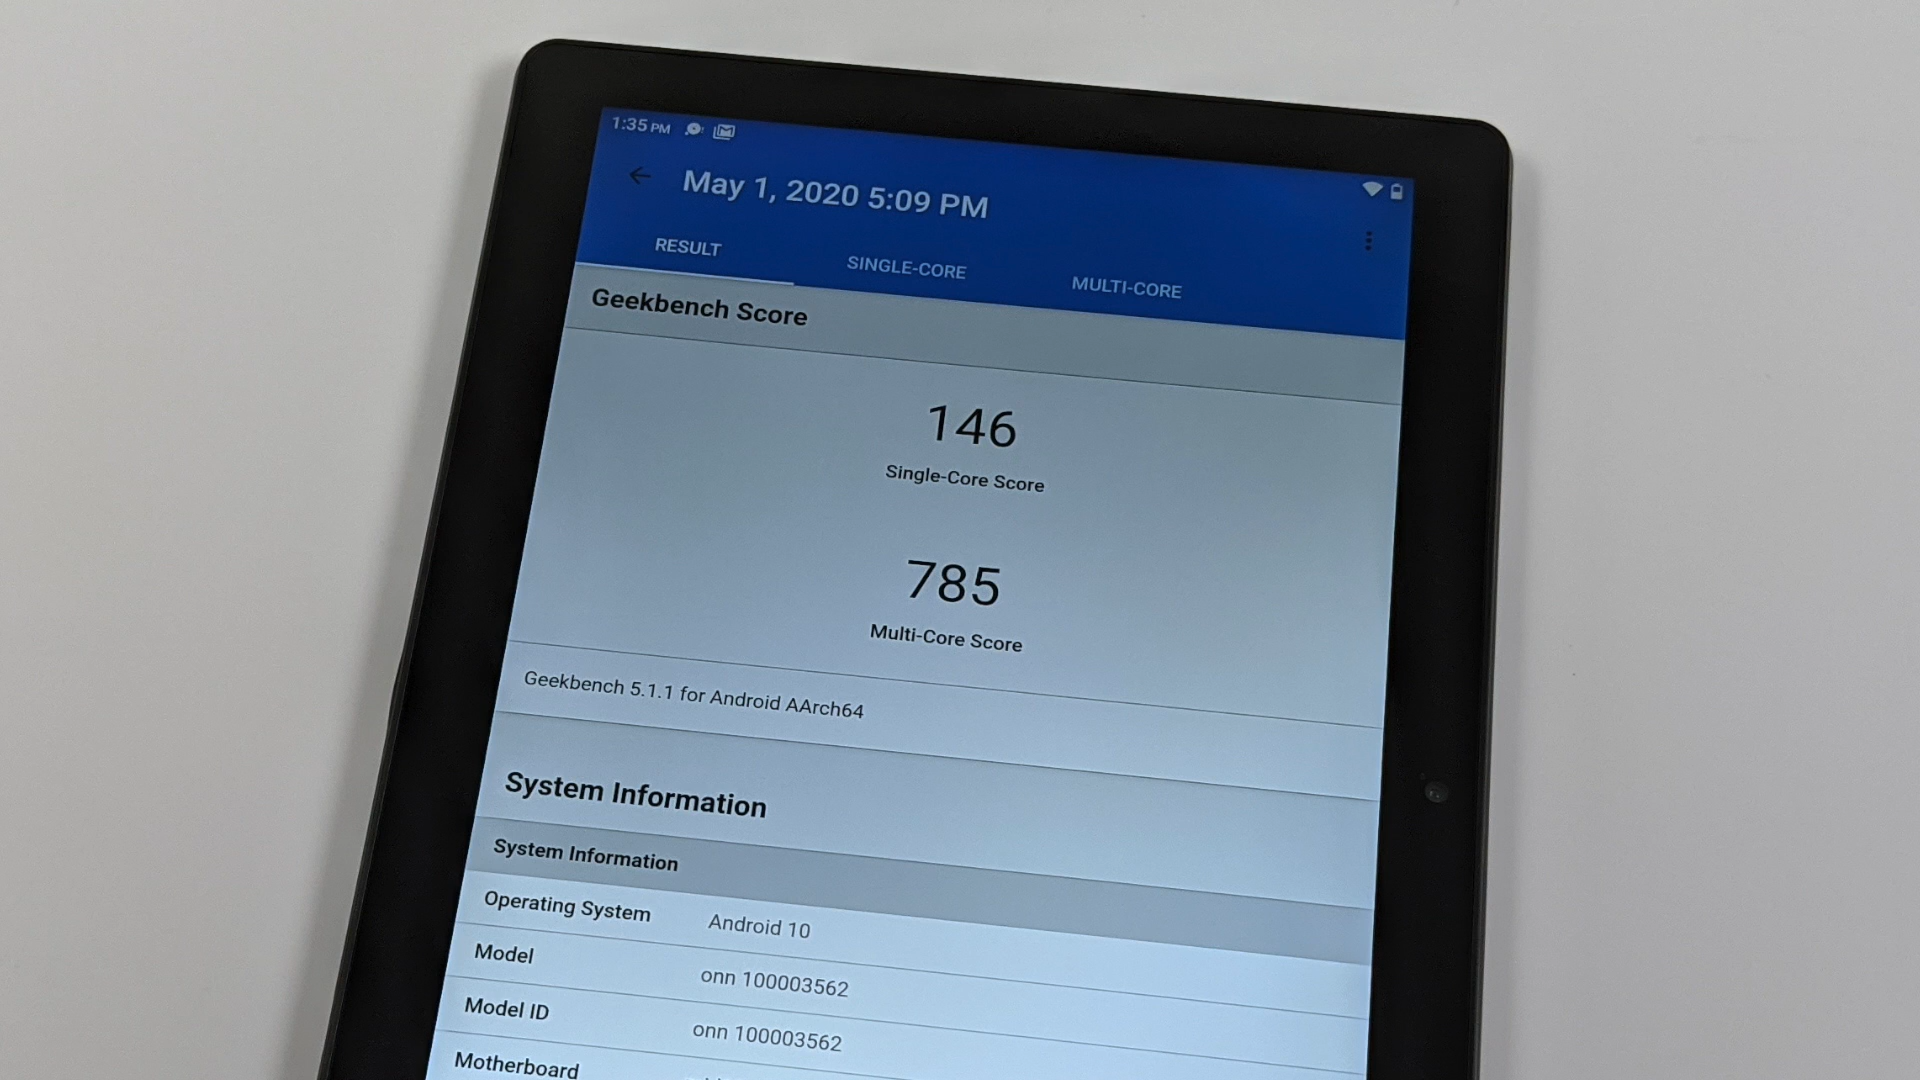 1:35 PM
May 1, 2020 5:09 PM
RESULT SINGLE-CORE MULTI-CORE
Geekbench Score
146
Single-Core Score
785
Multi-Core Score
Geekbench 5.1.1 for Android AArch64
System Information
System Information
Operating System Android 10
Model onn 100003562
Model ID onn 100003562
Motherboard